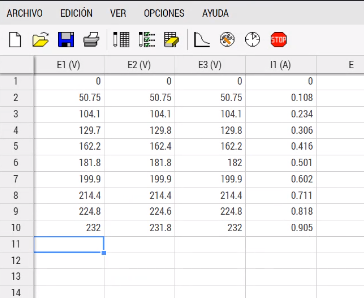 ARCHIVO EDICIÓN VER OPCIONES AYUDA
STOP
E1 (V) E2 (V) E3 (V) I1 (A) E
1 0 0 0 0
2 50.75 50.75 50.75 0.108
3 104.1 104.1 104.1 0.234
4 129.7 129.8 129.8 0.306
5 162.2 162.4 162.2 0.416
6 181.8 181.8 182 0.501
7 199.9 199.9 199.9 0.602
8 214.4 214.4 214.4 0.711
9 224.8 224.6 224.8 0.818
10 232 231.8 232 0.905
11
12
13
14